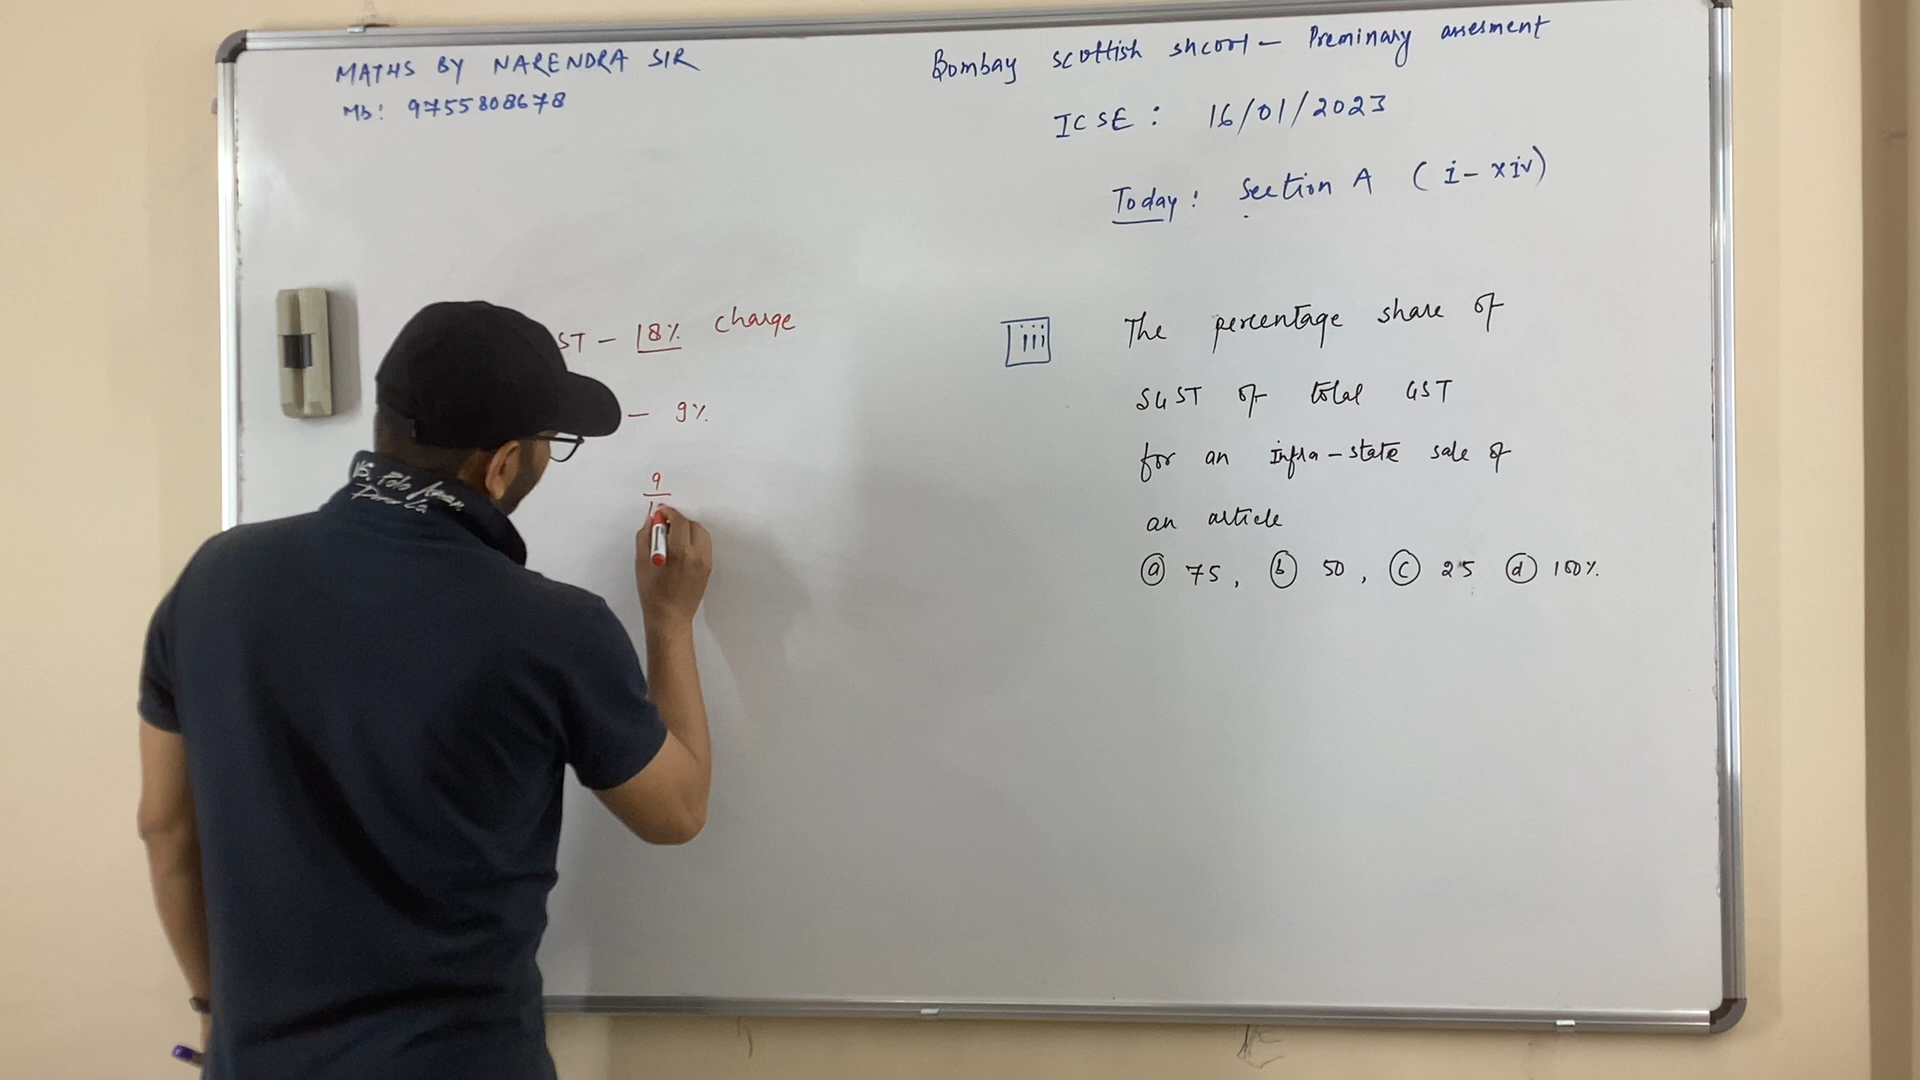 MATHS BY NARENDRA SIR
Mb: 9755808678
Bombay scottish shcool - Preminary assesment
ICSE : 16/01/2023
Today : Section A ( i - xiv)
ST - 18% charge
- 9%
9
iii The percentage share of
SGST of total GST
for an Infra-state sale of
an article
(a) 75, (b) 50, (c) 25 (d) 100%.